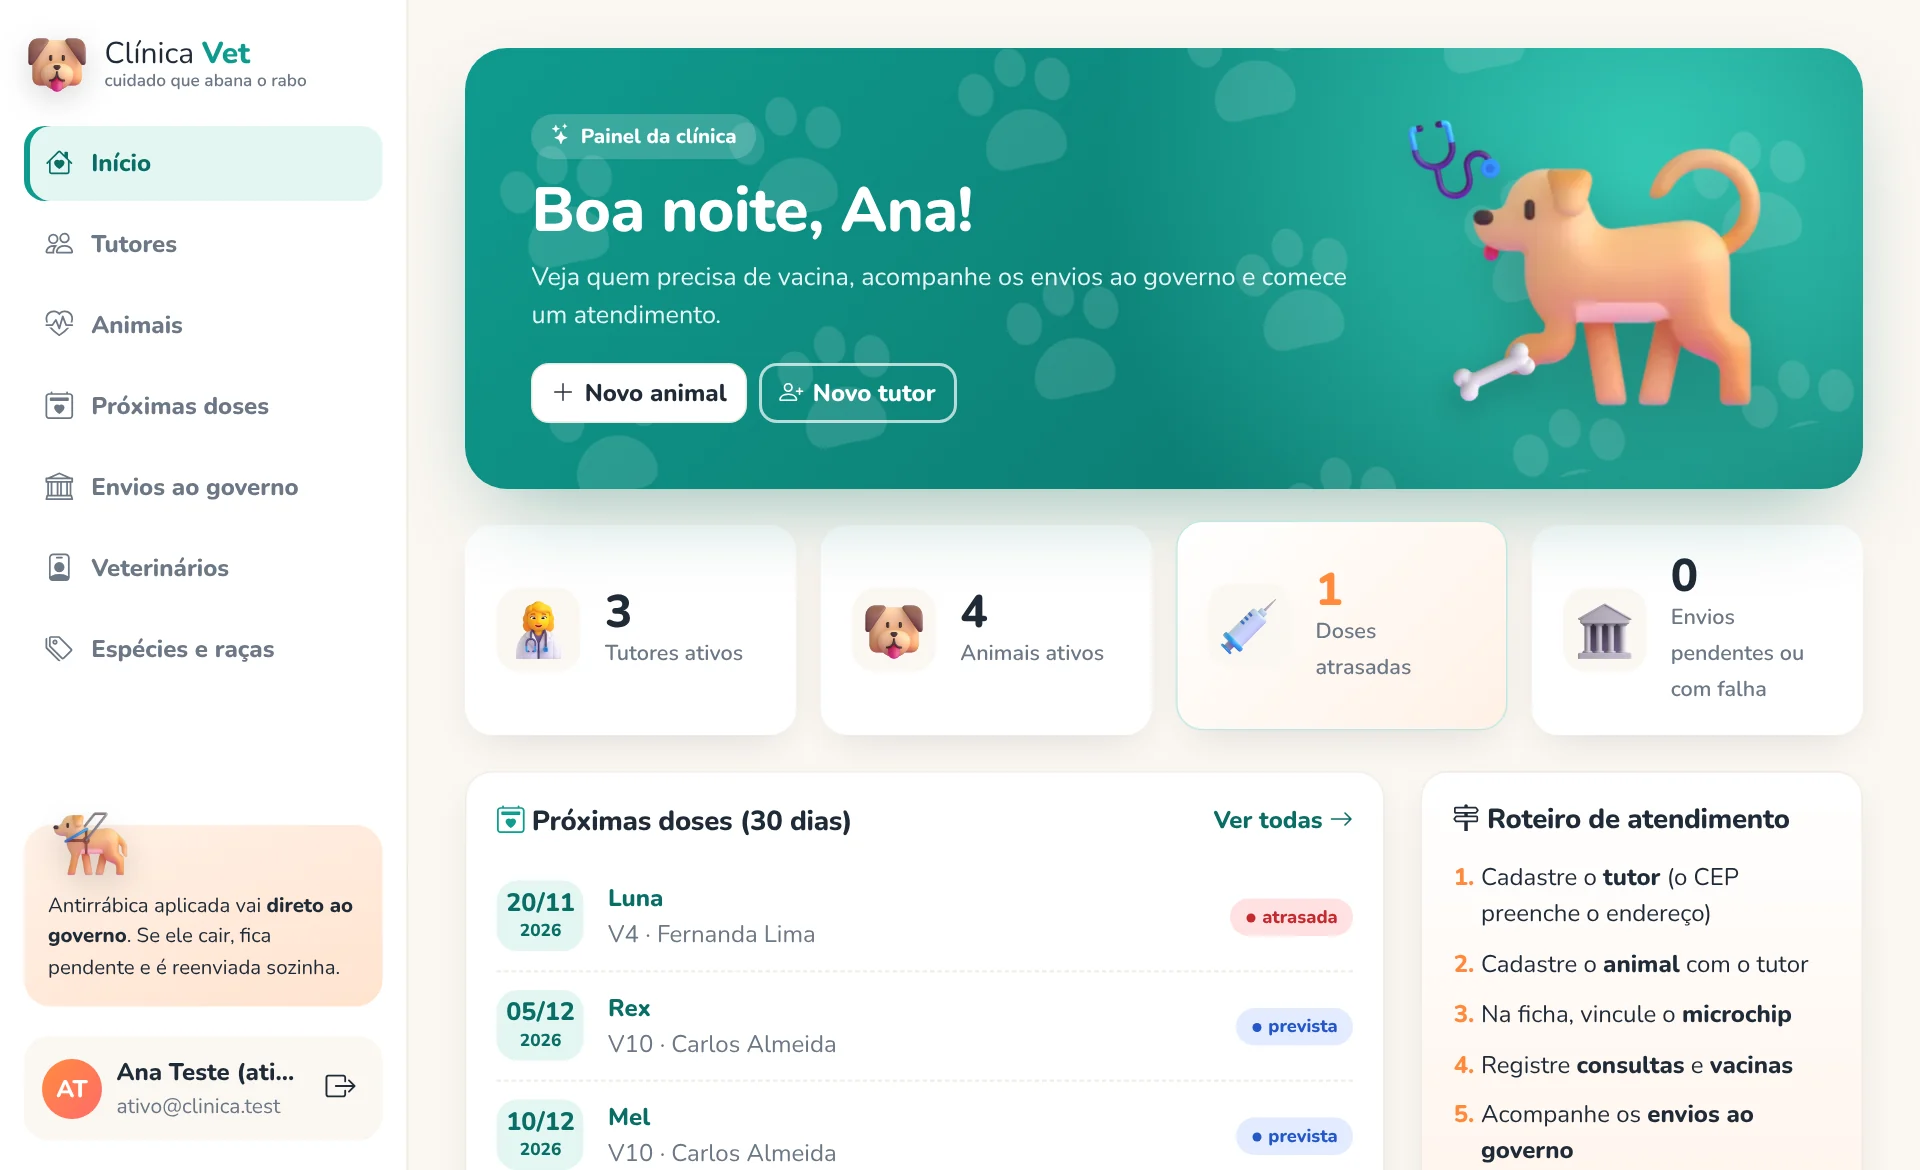 Clínica Vet
cuidado que abana o rabo
Início
Tutores
Animais
Próximas doses
Envios ao governo
Veterinários
Espécies e raças
Antirrábica aplicada vai direto ao
governo. Se ele cair, fica
pendente e é reenviada sozinha.
AT
Ana Teste (ati...
ativo@clinica.test
Painel da clínica
Boa noite, Ana!
Veja quem precisa de vacina, acompanhe os envios ao governo e comece
um atendimento.
Novo animal
Novo tutor
3
Tutores ativos
4
Animais ativos
1
Doses
atrasadas
0
Envios
pendentes ou
com falha
Próximas doses (30 dias)
Ver todas →
20/11
2026
Luna
V4 · Fernanda Lima
atrasada
05/12
2026
Rex
V10 · Carlos Almeida
prevista
10/12
2026
Mel
V10 · Carlos Almeida
prevista
Roteiro de atendimento
1. Cadastre o tutor (o CEP
preenche o endereço)
2. Cadastre o animal com o tutor
3. Na ficha, vincule o microchip
4. Registre consultas e vacinas
5. Acompanhe os envios ao
governo